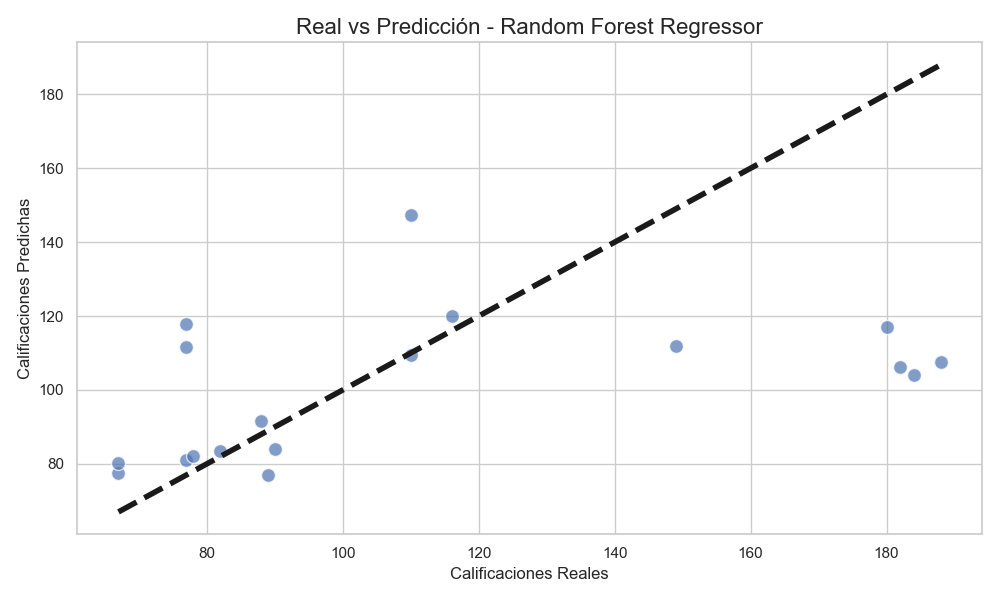 Real vs Predicción - Random Forest Regressor
Calificaciones Predichas
180
160
140
120
100
80
80 100 120 140 160 180
Calificaciones Reales